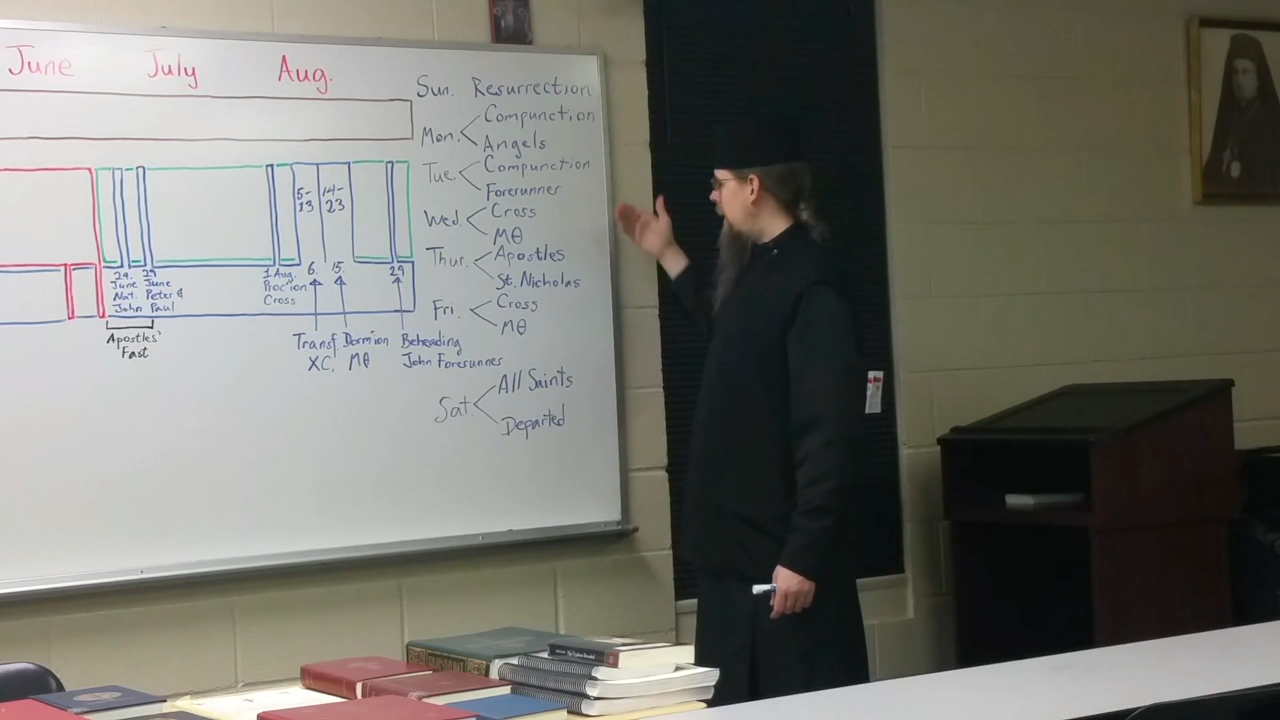 June July Aug.
5-
13
14-
23
24
June
Nat.
John
29
June
Peter &
Paul
1 Aug.
Proc'ion
Cross
6.
15.
29
Apostles'
Fast
Transf.
XC.
Dormion
MΘ
Beheading
John Forerunner
Sun. Resurrection
Mon. Compunction
Angels
Tue. Compunction
Forerunner
Wed. Cross
MΘ
Thur. Apostles
St. Nicholas
Fri. Cross
MΘ
Sat. All Saints
Departed